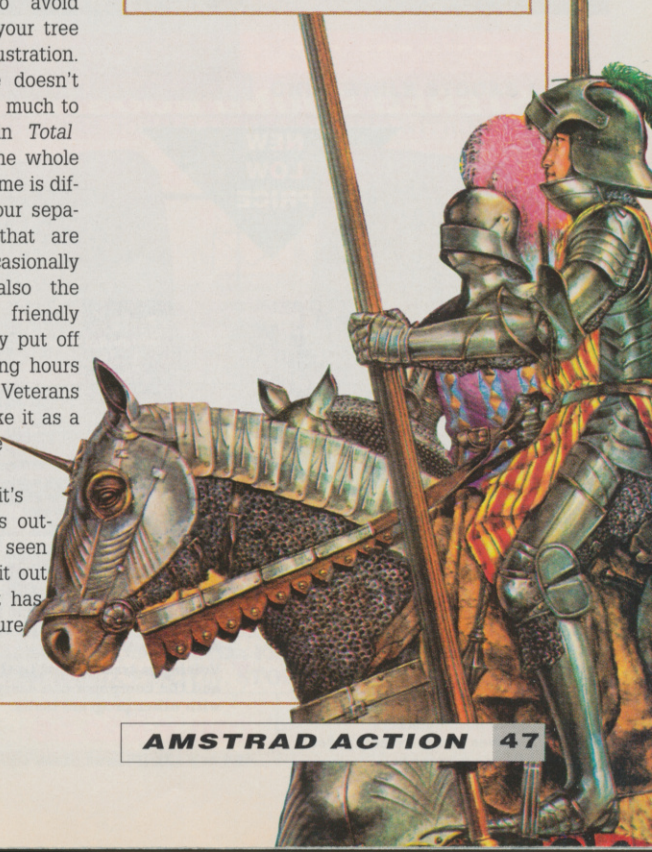 o avoid
your tree
ustration.
doesn't
much to
in Total
he whole
me is dif-
our sepa-
that are
casionally
also the
friendly
y put off
ng hours
Veterans
ke it as a
e
it's
s out-
seen
it out
t has
ure
AMSTRAD ACTION 47